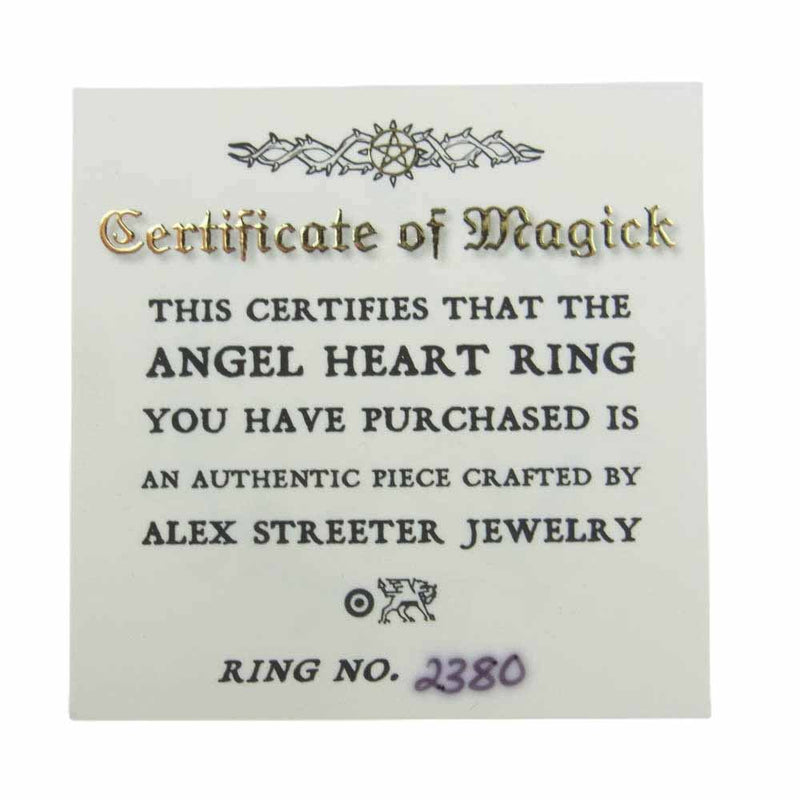 Certificate of Magick
THIS CERTIFIES THAT THE
ANGEL HEART RING
YOU HAVE PURCHASED IS
AN AUTHENTIC PIECE CRAFTED BY
ALEX STREETER JEWELRY
RING NO. 2380